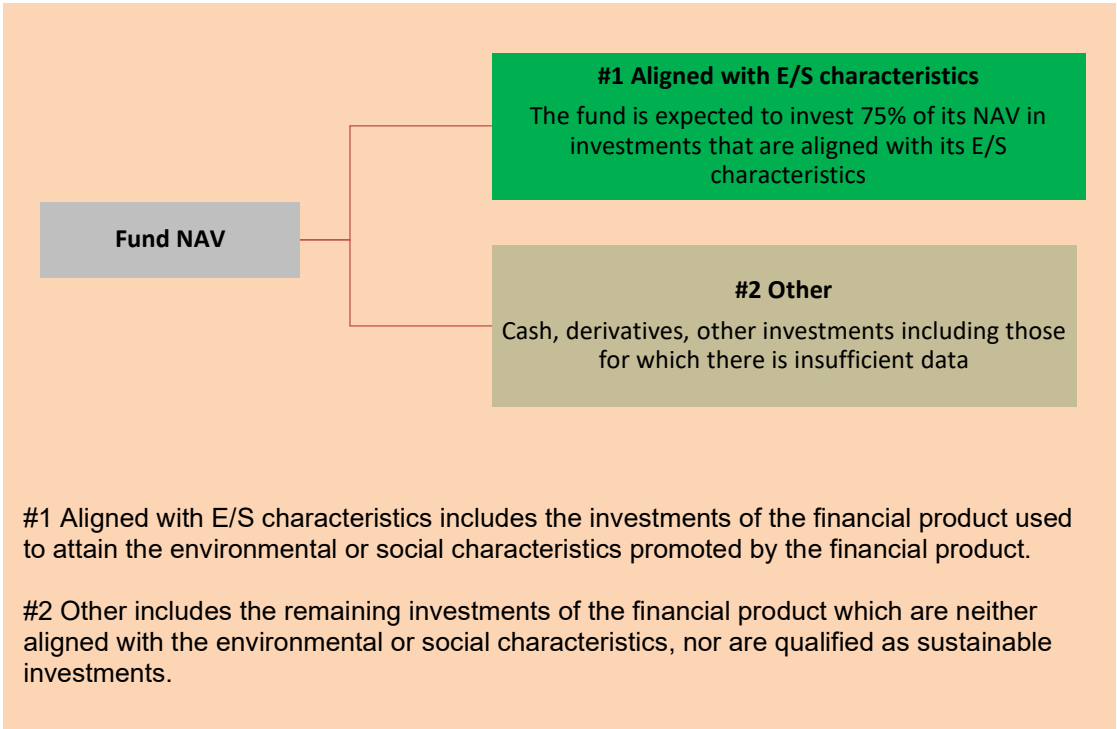 #1 Aligned with E/S characteristics
The fund is expected to invest 75% of its NAV in
investments that are aligned with its E/S
characteristics
Fund NAV
#2 Other
Cash, derivatives, other investments including those
for which there is insufficient data
#1 Aligned with E/S characteristics includes the investments of the financial product used
to attain the environmental or social characteristics promoted by the financial product.
#2 Other includes the remaining investments of the financial product which are neither
aligned with the environmental or social characteristics, nor are qualified as sustainable
investments.